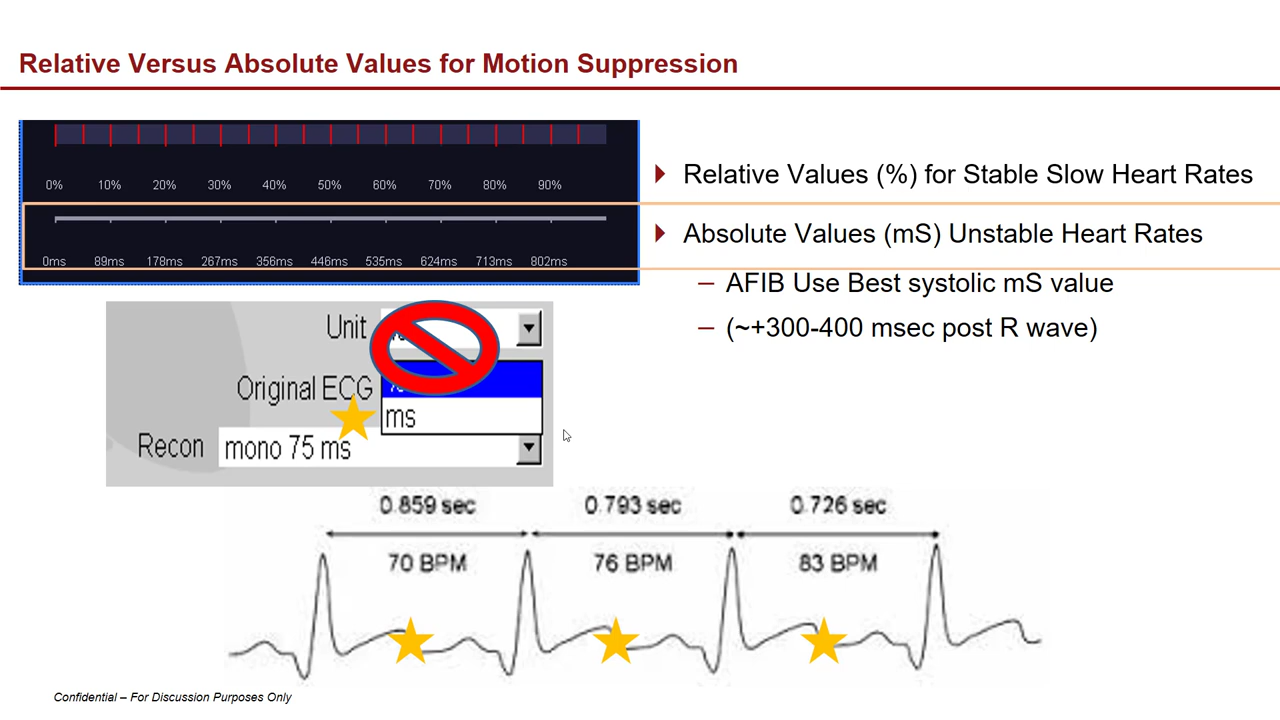 Relative Versus Absolute Values for Motion Suppression
0% 10% 20% 30% 40% 50% 60% 70% 80% 90%
0ms 89ms 178ms 267ms 356ms 446ms 535ms 624ms 713ms 802ms
Relative Values (%) for Stable Slow Heart Rates
Absolute Values (mS) Unstable Heart Rates
– AFIB Use Best systolic mS value
– (~+300-400 msec post R wave)
Unit
Original ECG
ms
Recon mono 75 ms
0.859 sec 0.793 sec 0.726 sec
70 BPM 76 BPM 83 BPM
Confidential – For Discussion Purposes Only